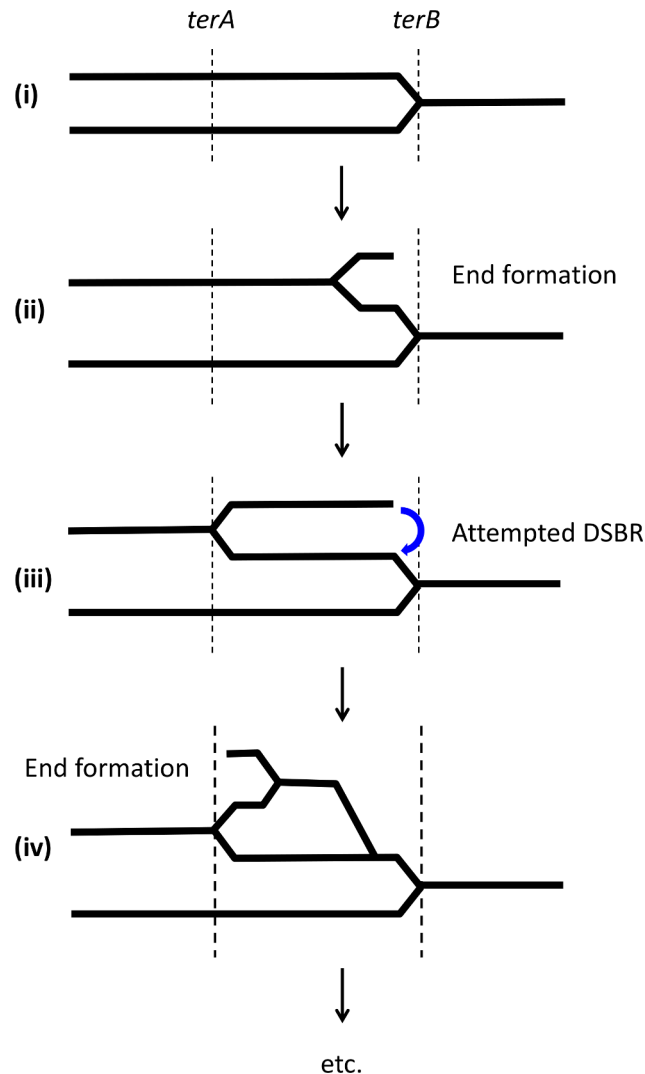 terA terB
(i)
End formation
(ii)
Attempted DSBR
(iii)
End formation
(iv)
etc.